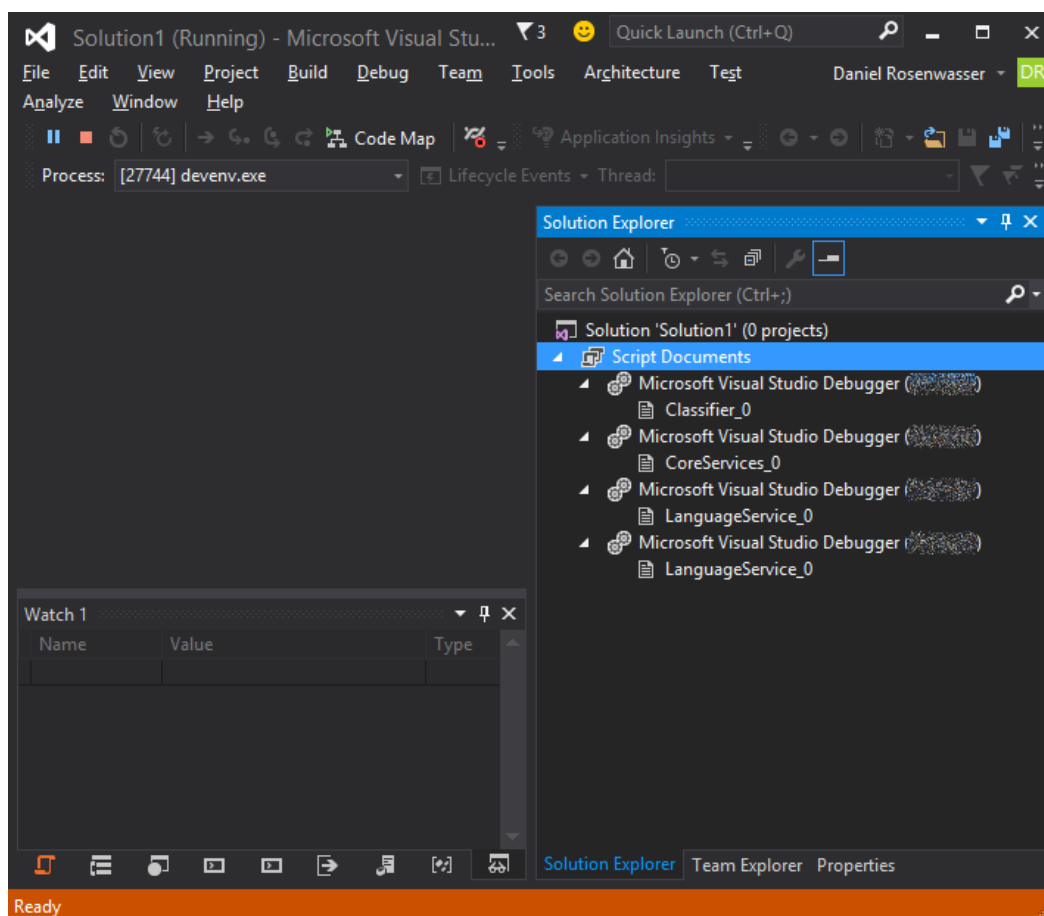 Solution1 (Running) - Microsoft Visual Stu... 3 Quick Launch (Ctrl+Q)
File Edit View Project Build Debug Team Tools Architecture Test Daniel Rosenwasser DR
Analyze Window Help
Code Map Application Insights
Process: [27744] devenv.exe Lifecycle Events Thread:
Solution Explorer
Search Solution Explorer (Ctrl+;)
Solution 'Solution1' (0 projects)
Script Documents
Microsoft Visual Studio Debugger ( )
Classifier_0
Microsoft Visual Studio Debugger ( )
CoreServices_0
Microsoft Visual Studio Debugger ( )
LanguageService_0
Microsoft Visual Studio Debugger ( )
LanguageService_0
Watch 1
Name Value Type
Solution Explorer Team Explorer Properties
Ready